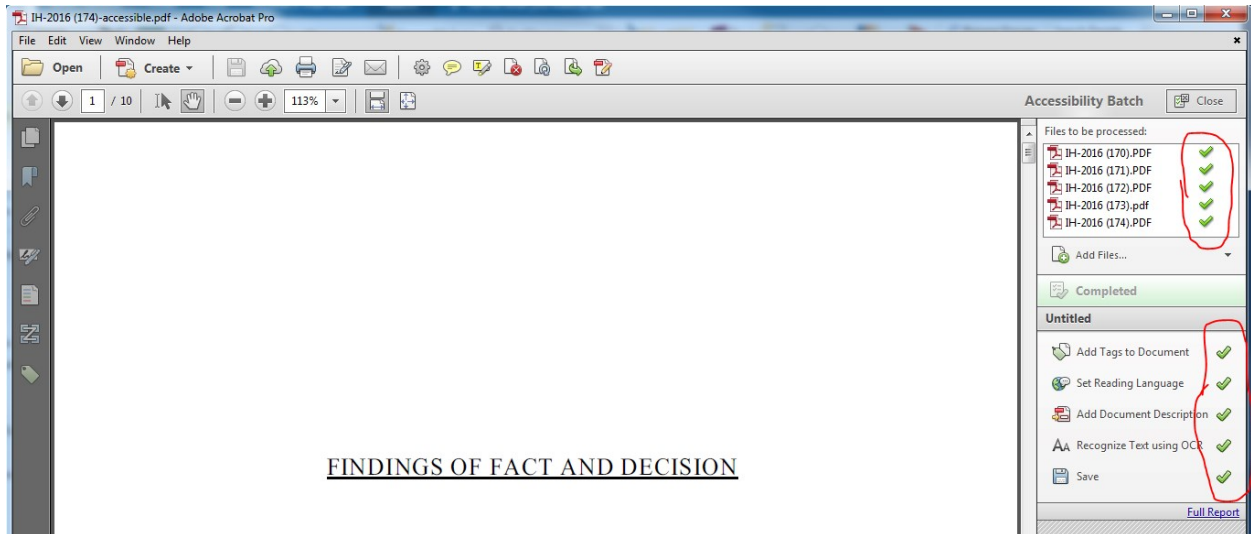 IH-2016 (174)-accessible.pdf - Adobe Acrobat Pro
File Edit View Window Help
Open Create
1 / 10 113% Accessibility Batch Close
Files to be processed:
IH-2016 (170).PDF
IH-2016 (171).PDF
IH-2016 (172).PDF
IH-2016 (173).pdf
IH-2016 (174).PDF
Add Files...
Completed
Untitled
Add Tags to Document
Set Reading Language
Add Document Description
Recognize Text using OCR
Save
Full Report
FINDINGS OF FACT AND DECISION